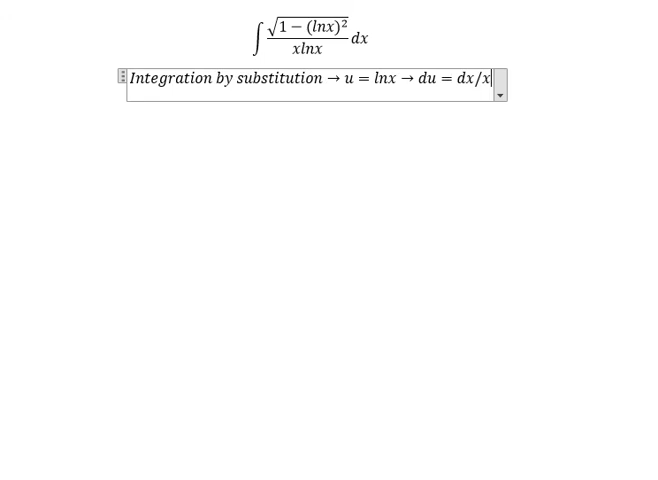 ∫ √(1 − (lnx)²) / xlnx dx
Integration by substitution → u = lnx → du = dx/x